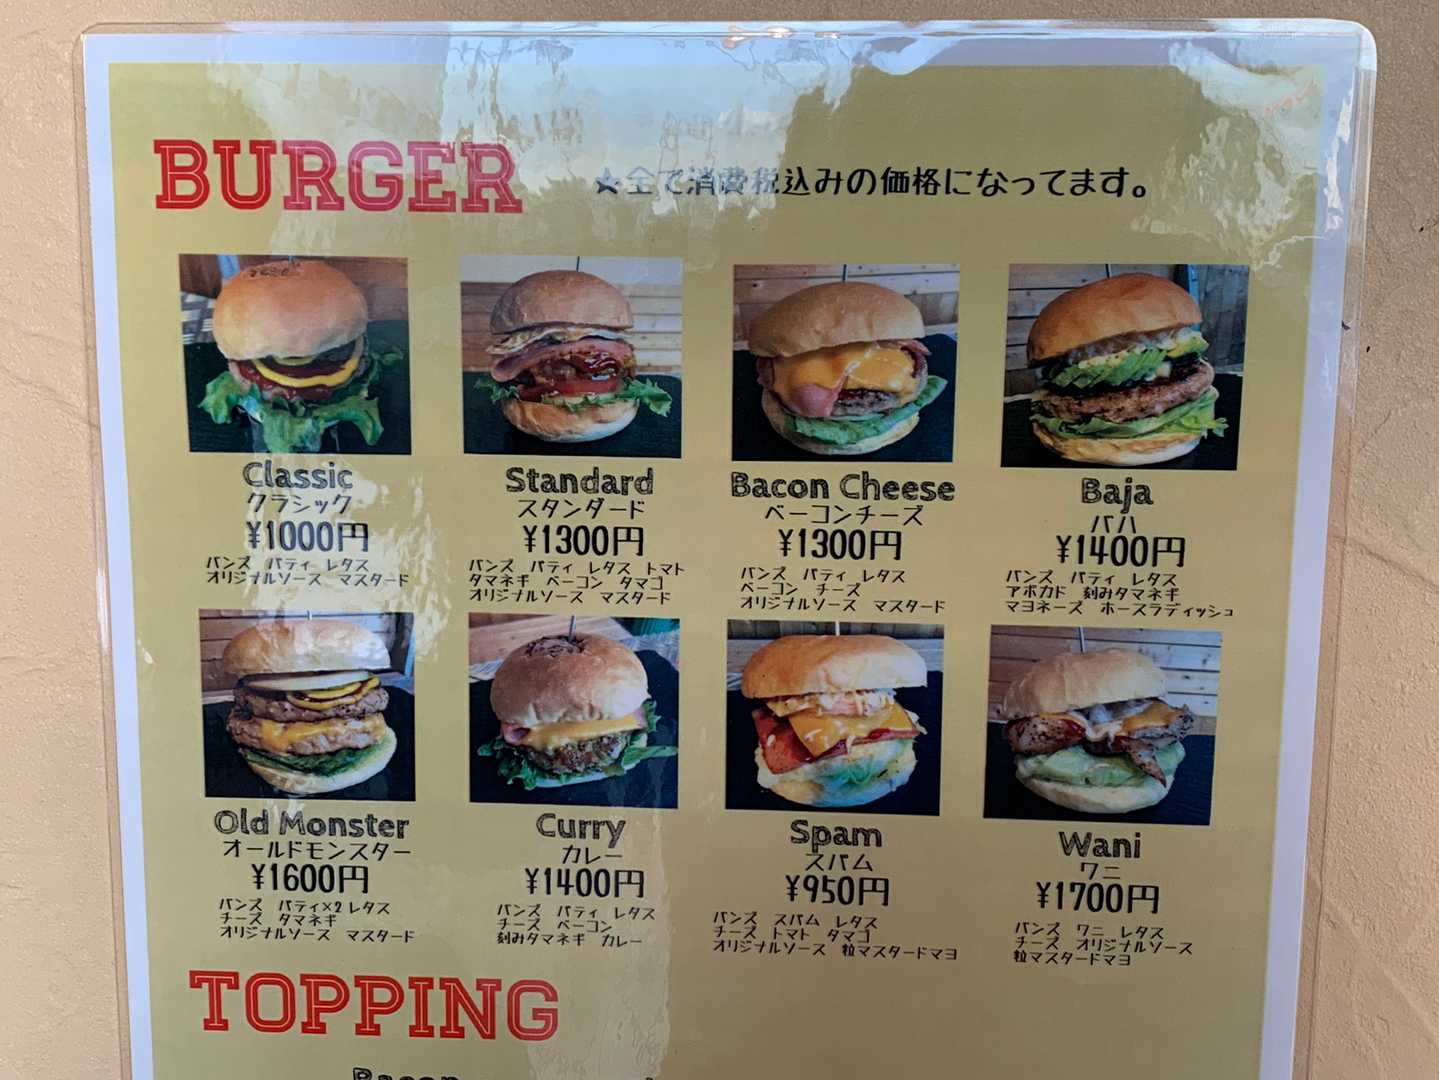 BURGER
☆全て消費税込みの価格になってます。
Classic
クラシック
¥1000円
バンズ パティ レタス
オリジナルソース マスタード
Standard
スタンダード
¥1300円
バンズ パティ レタス トマト
タマネギ ベーコン タマゴ
オリジナルソース マスタード
Bacon Cheese
ベーコンチーズ
¥1300円
バンズ パティ レタス
ベーコン チーズ
オリジナルソース マスタード
Baja
バハ
¥1400円
バンズ パティ レタス
アボカド 刻みタマネギ
マヨネーズ ホースラディッシュ
Old Monster
オールドモンスター
¥1600円
バンズ パティ×2 レタス
チーズ タマネギ
オリジナルソース マスタード
Curry
カレー
¥1400円
バンズ パティ レタス
チーズ ベーコン
刻みタマネギ カレー
Spam
スパム
¥950円
バンズ スパム レタス
チーズ トマト タマゴ
オリジナルソース 粒マスタードマヨ
Wani
ワニ
¥1700円
バンズ ワニ レタス
チーズ オリジナルソース
粒マスタードマヨ
TOPPING
Bacon